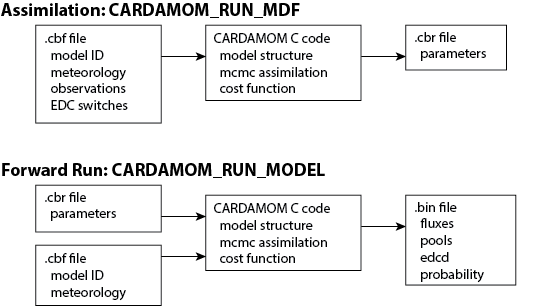 Assimilation: CARDAMOM_RUN_MDF
.cbf file
model ID
meteorology
observations
EDC switches
CARDAMOM C code
model structure
mcmc assimilation
cost function
.cbr file
parameters
Forward Run: CARDAMOM_RUN_MODEL
.cbr file
parameters
.cbf file
model ID
meteorology
CARDAMOM C code
model structure
mcmc assimilation
cost function
.bin file
fluxes
pools
edcd
probability